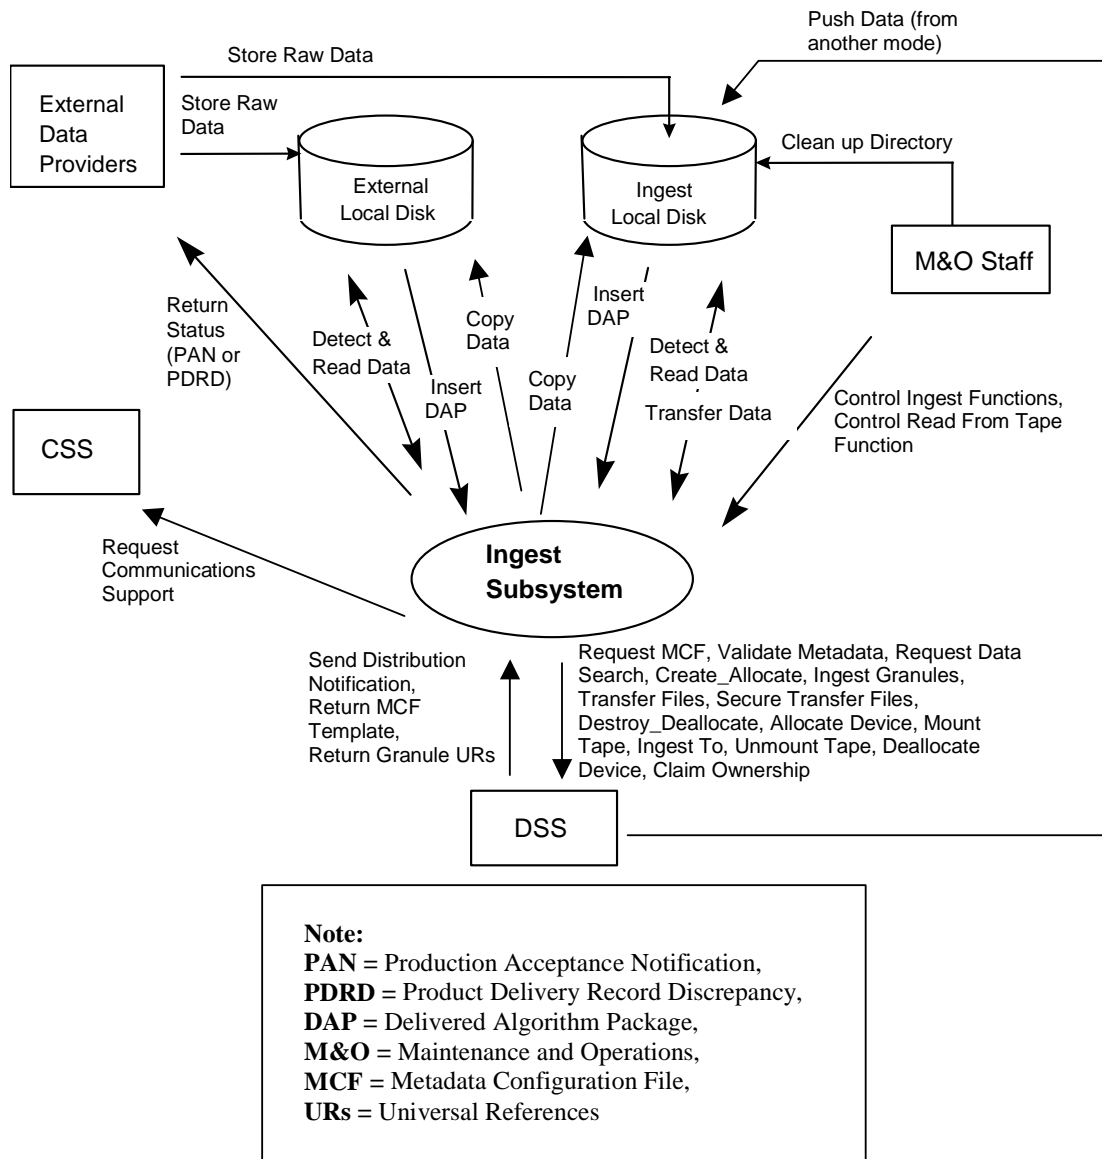 Push Data (from
another mode)
Store Raw Data
External
Data
Providers
Store Raw
Data
Clean up Directory
External
Local Disk
Ingest
Local Disk
M&O Staff
Return
Status
(PAN or
PDRD)
Detect &
Read Data
Insert
DAP
Copy
Data
Copy
Data
Insert
DAP
Detect &
Read Data
Transfer Data
Control Ingest Functions,
Control Read From Tape
Function
CSS
Request
Communications
Support
Ingest
Subsystem
Send Distribution
Notification,
Return MCF
Template,
Return Granule URs
Request MCF, Validate Metadata, Request Data
Search, Create_Allocate, Ingest Granules,
Transfer Files, Secure Transfer Files,
Destroy_Deallocate, Allocate Device, Mount
Tape, Ingest To, Unmount Tape, Deallocate
Device, Claim Ownership
DSS
Note:
PAN = Production Acceptance Notification,
PDRD = Product Delivery Record Discrepancy,
DAP = Delivered Algorithm Package,
M&O = Maintenance and Operations,
MCF = Metadata Configuration File,
URs = Universal References